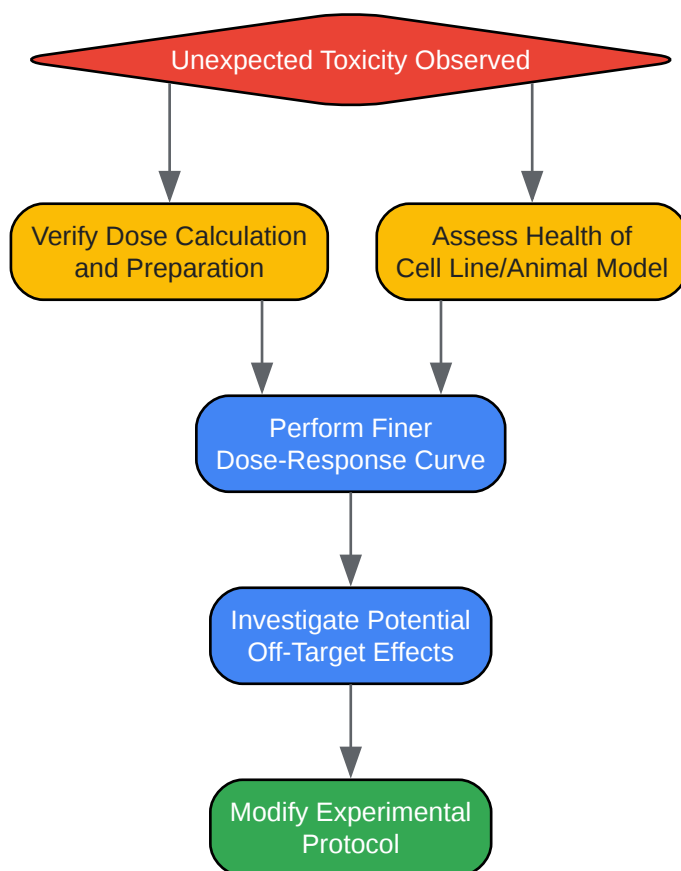 Unexpected Toxicity Observed
Verify Dose Calculation
and Preparation
Assess Health of
Cell Line/Animal Model
Perform Finer
Dose-Response Curve
Investigate Potential
Off-Target Effects
Modify Experimental
Protocol